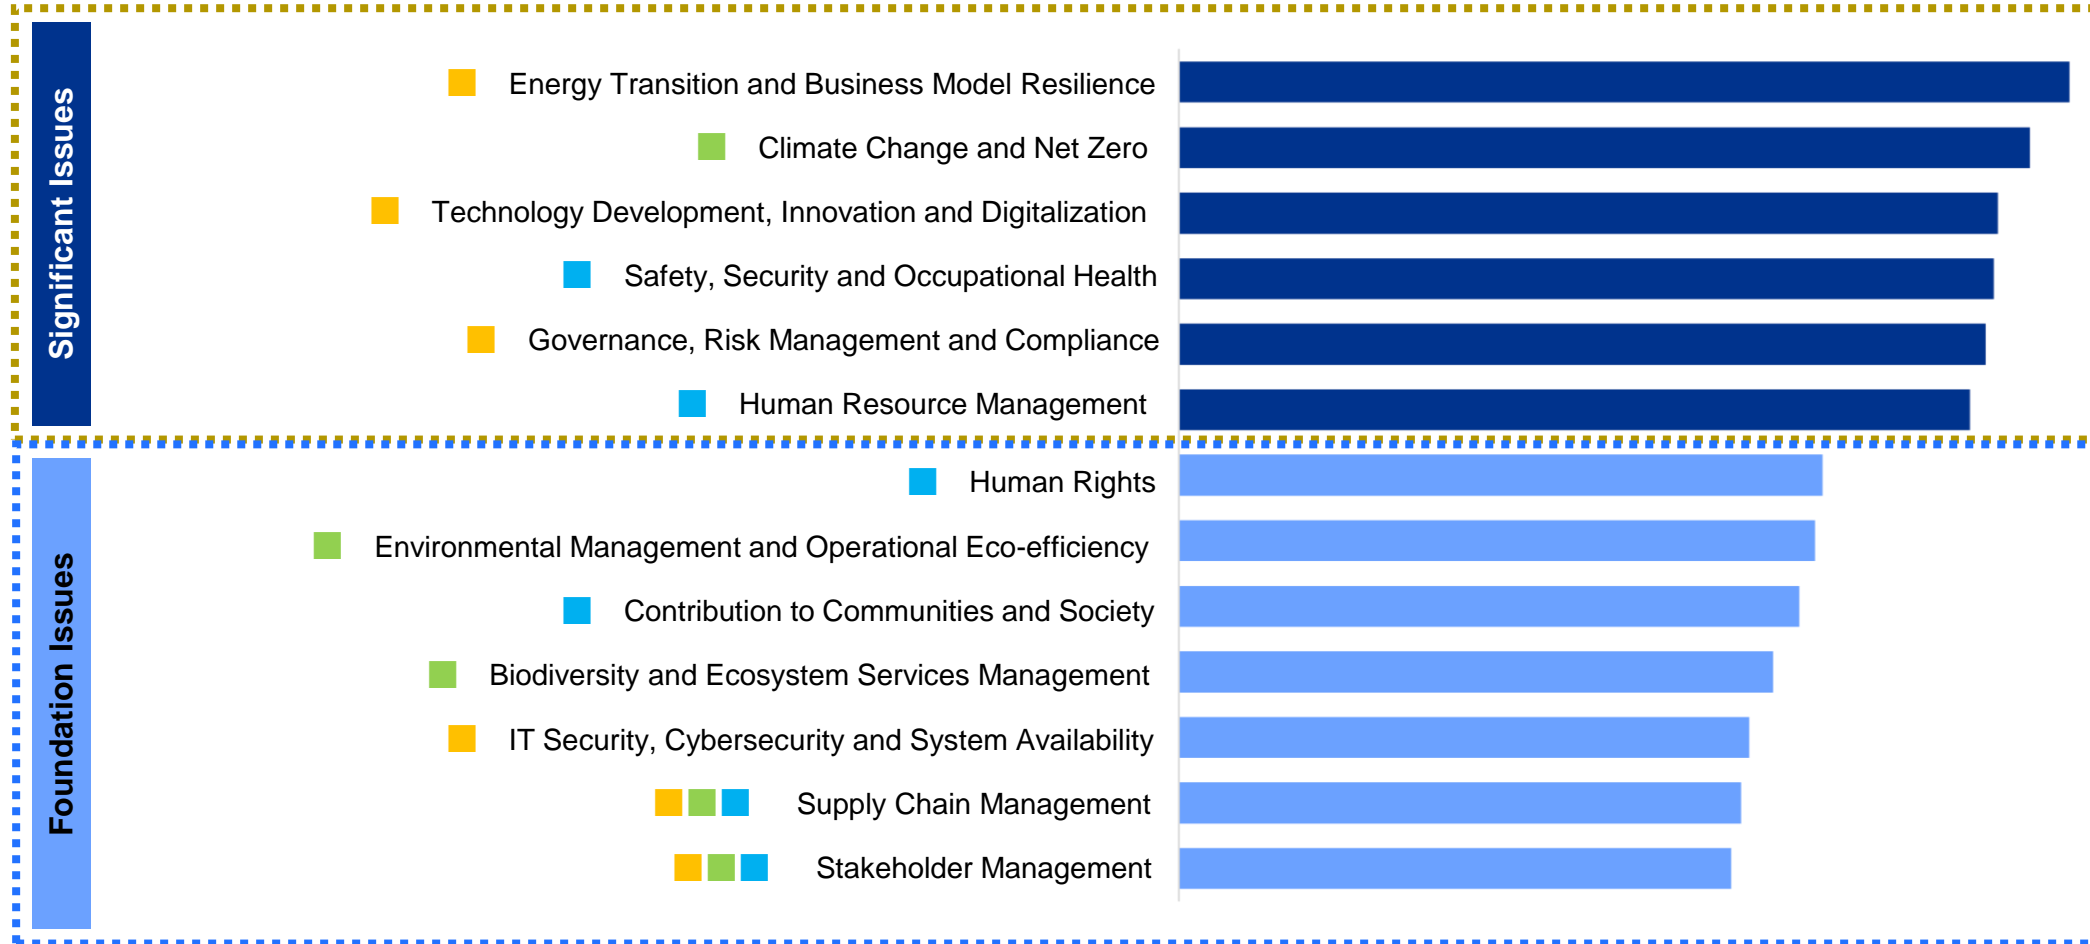 Significant Issues
Energy Transition and Business Model Resilience
Climate Change and Net Zero
Technology Development, Innovation and Digitalization
Safety, Security and Occupational Health
Governance, Risk Management and Compliance
Human Resource Management
Foundation Issues
Human Rights
Environmental Management and Operational Eco-efficiency
Contribution to Communities and Society
Biodiversity and Ecosystem Services Management
IT Security, Cybersecurity and System Availability
Supply Chain Management
Stakeholder Management